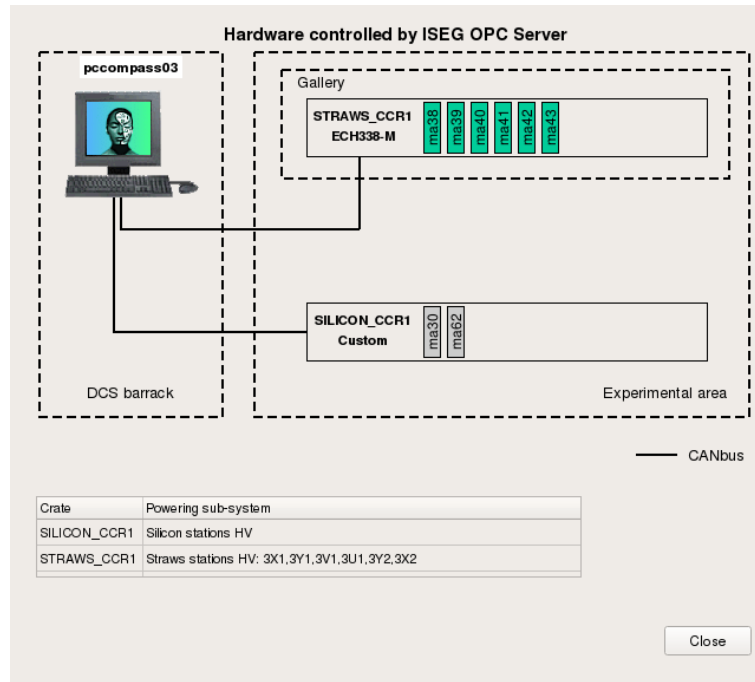 Hardware controlled by ISEG OPC Server
pccompass03
Gallery
STRAWS_CCR1
ECH338-M
ma38
ma39
ma40
ma41
ma42
ma43
SILICON_CCR1
Custom
ma30
ma62
DCS barrack
Experimental area
CANbus
Crate Powering sub-system
SILICON_CCR1 Silicon stations HV
STRAWS_CCR1 Straws stations HV: 3X1,3Y1,3V1,3U1,3Y2,3X2
Close